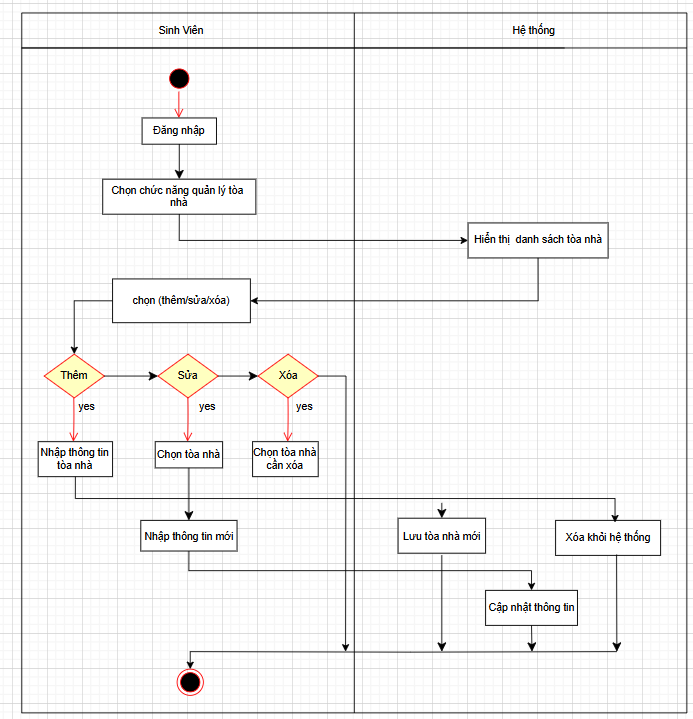 Sinh Viên
Hệ thống
Đăng nhập
Chọn chức năng quản lý tòa
nhà
Hiển thị danh sách tòa nhà
chọn (thêm/sửa/xóa)
Thêm
Sửa
Xóa
yes
yes
yes
Nhập thông tin
tòa nhà
Chọn tòa nhà
Chọn tòa nhà
cần xóa
Nhập thông tin mới
Lưu tòa nhà mới
Xóa khỏi hệ thống
Cập nhật thông tin